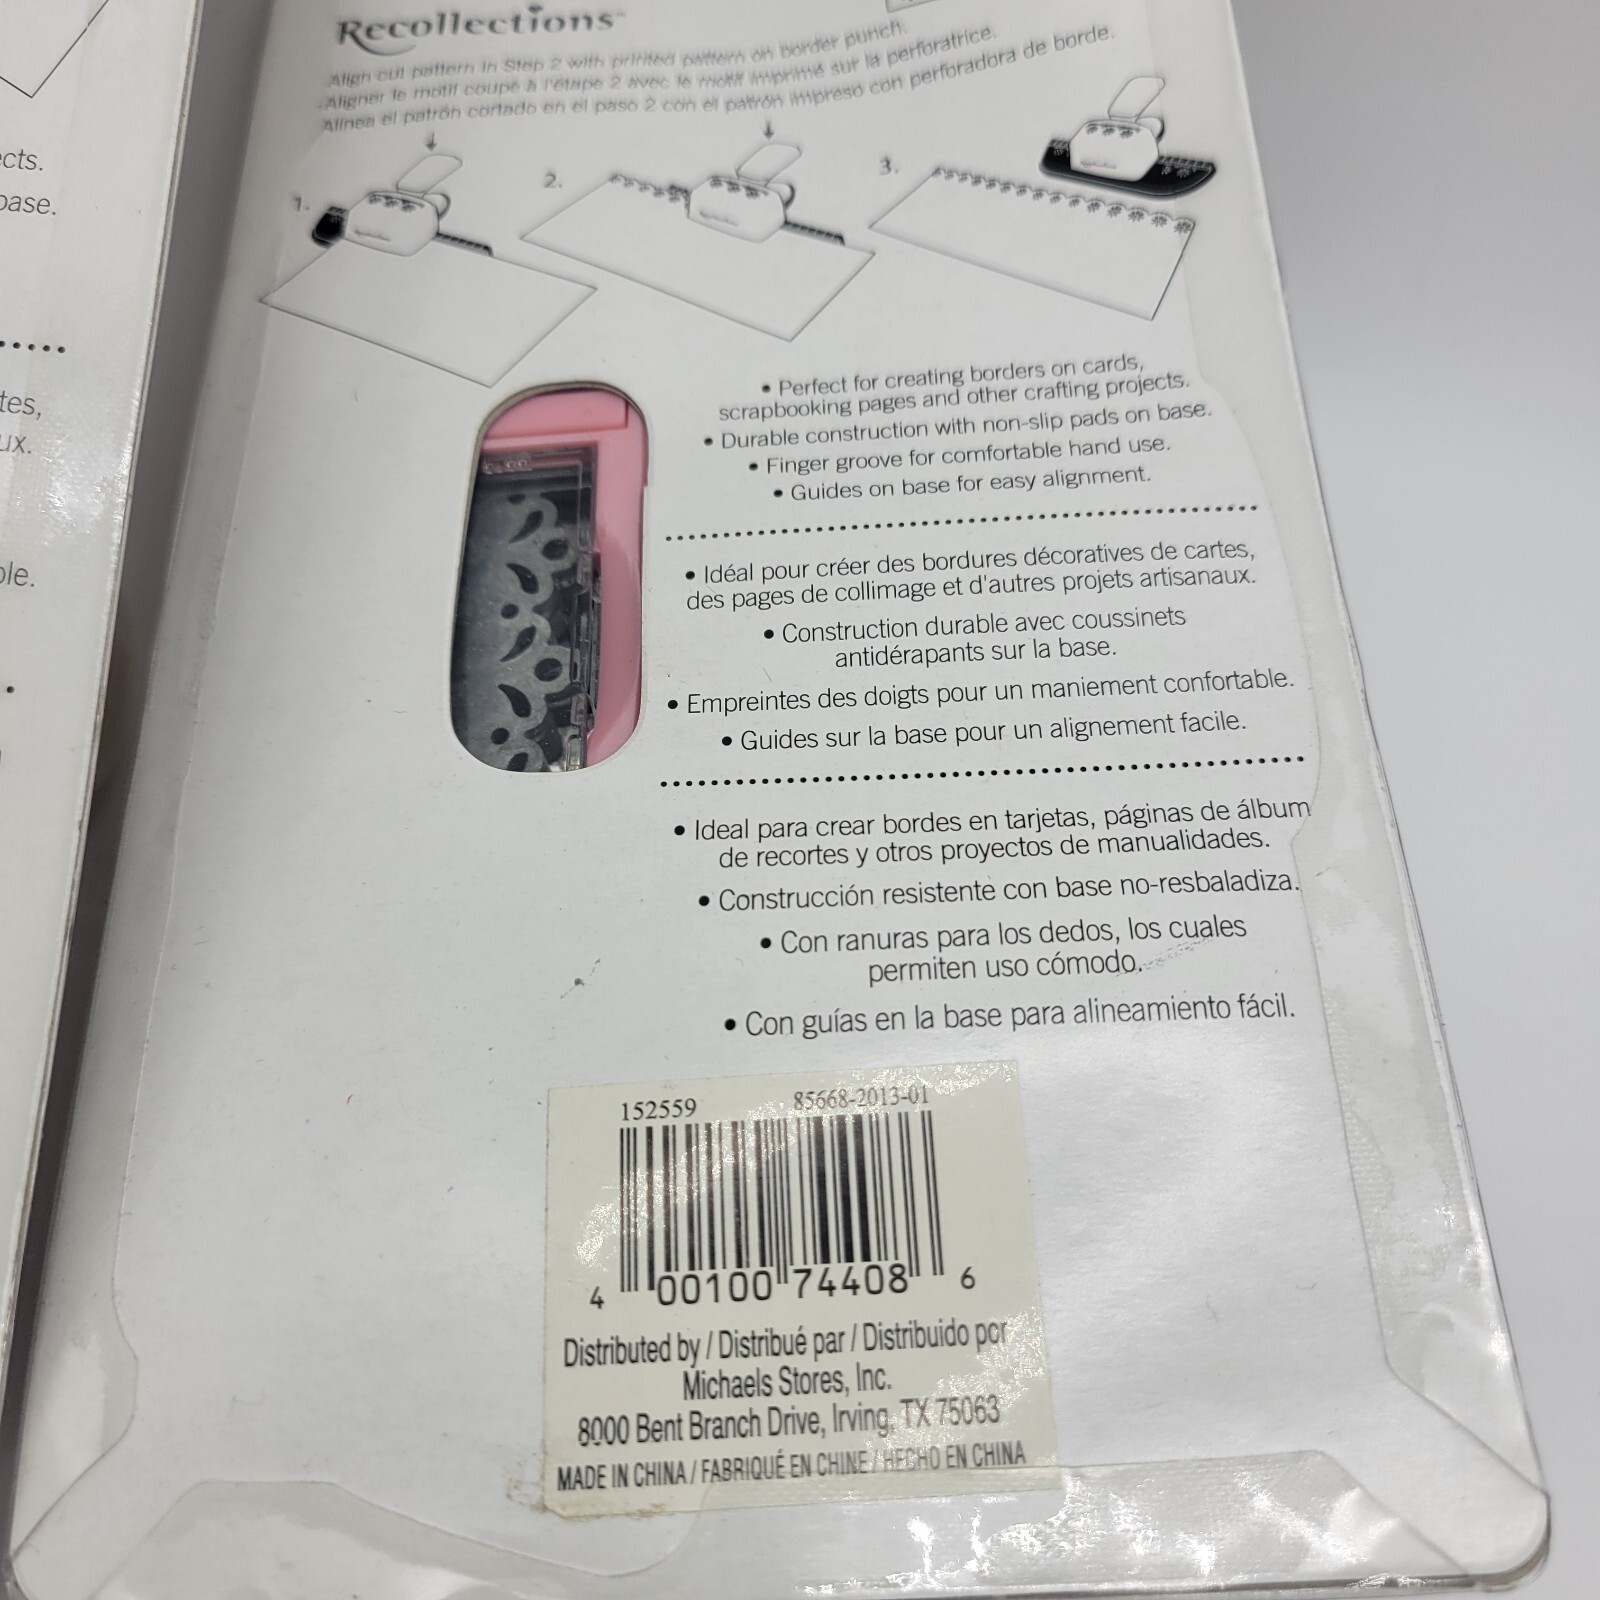 Recollections™
Align cut pattern in Step 2 with printed pattern on border punch.
Aligner le motif coupé à l'étape 2 avec le motif imprimé sur la perforatrice.
Alinea el patrón cortado en el paso 2 con el patrón impreso con perforadora de borde.
1.
2.
3.
• Perfect for creating borders on cards,
scrapbooking pages and other crafting projects.
• Durable construction with non-slip pads on base.
• Finger groove for comfortable hand use.
• Guides on base for easy alignment.
• Idéal pour créer des bordures décoratives de cartes,
des pages de collimage et d'autres projets artisanaux.
• Construction durable avec coussinets
antidérapants sur la base.
• Empreintes des doigts pour un maniement confortable.
• Guides sur la base pour un alignement facile.
• Ideal para crear bordes en tarjetas, páginas de álbum
de recortes y otros proyectos de manualidades.
• Construcción resistente con base no-resbaladiza.
• Con ranuras para los dedos, los cuales
permiten uso cómodo.
• Con guías en la base para alineamiento fácil.
152559 85668-2013-01
4 00100 74408 6
Distributed by / Distribué par / Distribuido por
Michaels Stores, Inc.
8000 Bent Branch Drive, Irving, TX 75063
MADE IN CHINA / FABRIQUÉ EN CHINE / HECHO EN CHINA